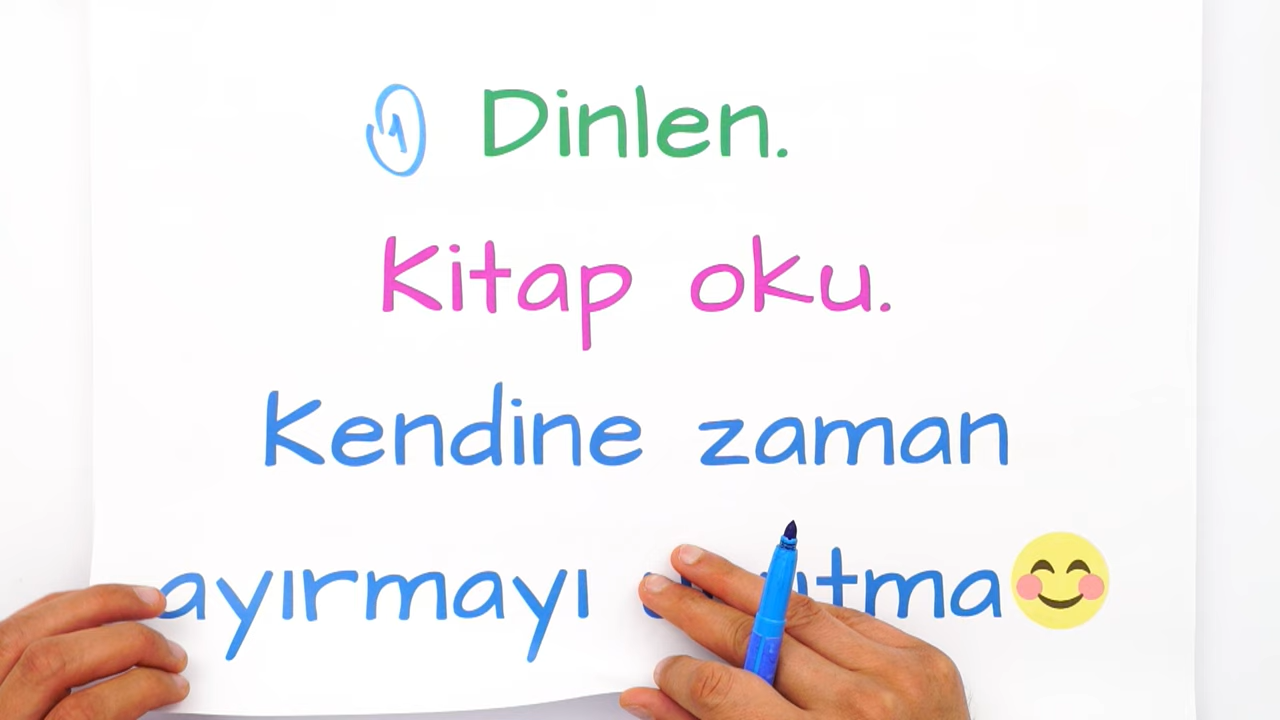 1 Dinlen.
Kitap oku.
Kendine zaman
ayırmayı